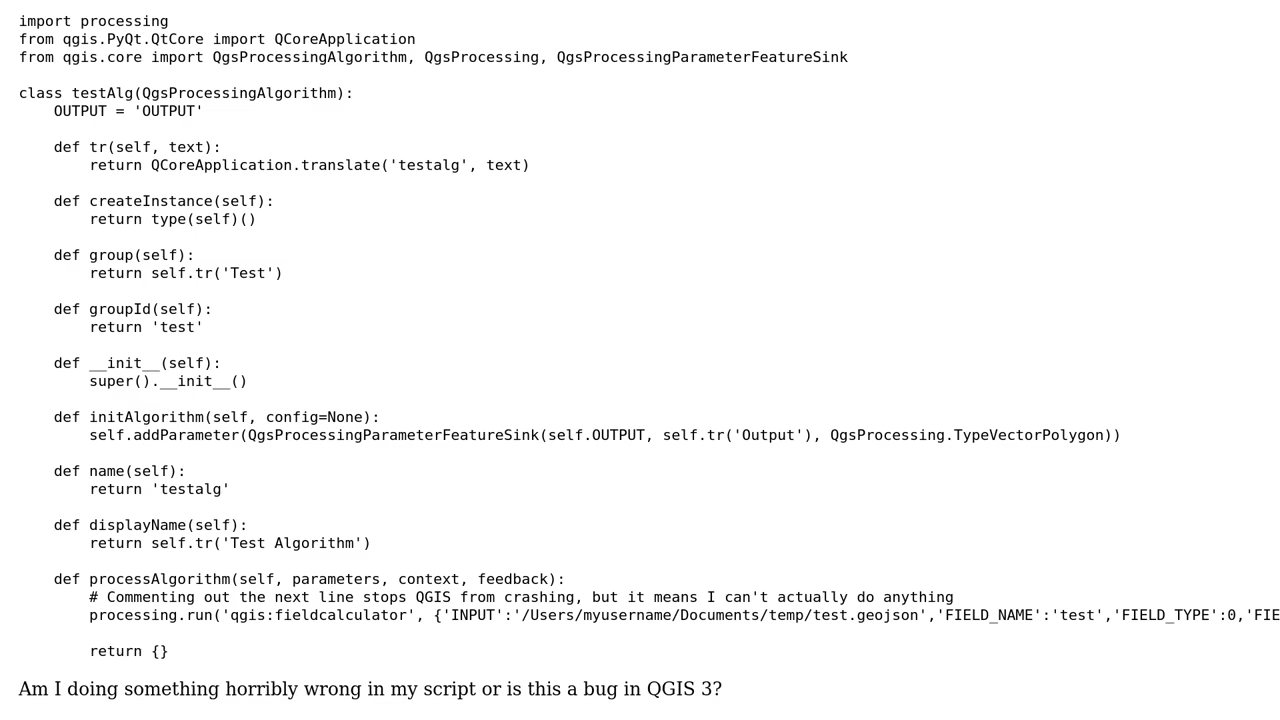 import processing
from qgis.PyQt.QtCore import QCoreApplication
from qgis.core import QgsProcessingAlgorithm, QgsProcessing, QgsProcessingParameterFeatureSink

class testAlg(QgsProcessingAlgorithm):
    OUTPUT = 'OUTPUT'

    def tr(self, text):
        return QCoreApplication.translate('testalg', text)

    def createInstance(self):
        return type(self)()

    def group(self):
        return self.tr('Test')

    def groupId(self):
        return 'test'

    def __init__(self):
        super().__init__()

    def initAlgorithm(self, config=None):
        self.addParameter(QgsProcessingParameterFeatureSink(self.OUTPUT, self.tr('Output'), QgsProcessing.TypeVectorPolygon))

    def name(self):
        return 'testalg'

    def displayName(self):
        return self.tr('Test Algorithm')

    def processAlgorithm(self, parameters, context, feedback):
        # Commenting out the next line stops QGIS from crashing, but it means I can't actually do anything
        processing.run('qgis:fieldcalculator', {'INPUT':'/Users/myusername/Documents/temp/test.geojson','FIELD_NAME':'test','FIELD_TYPE':0,'FIE

        return {}

Am I doing something horribly wrong in my script or is this a bug in QGIS 3?